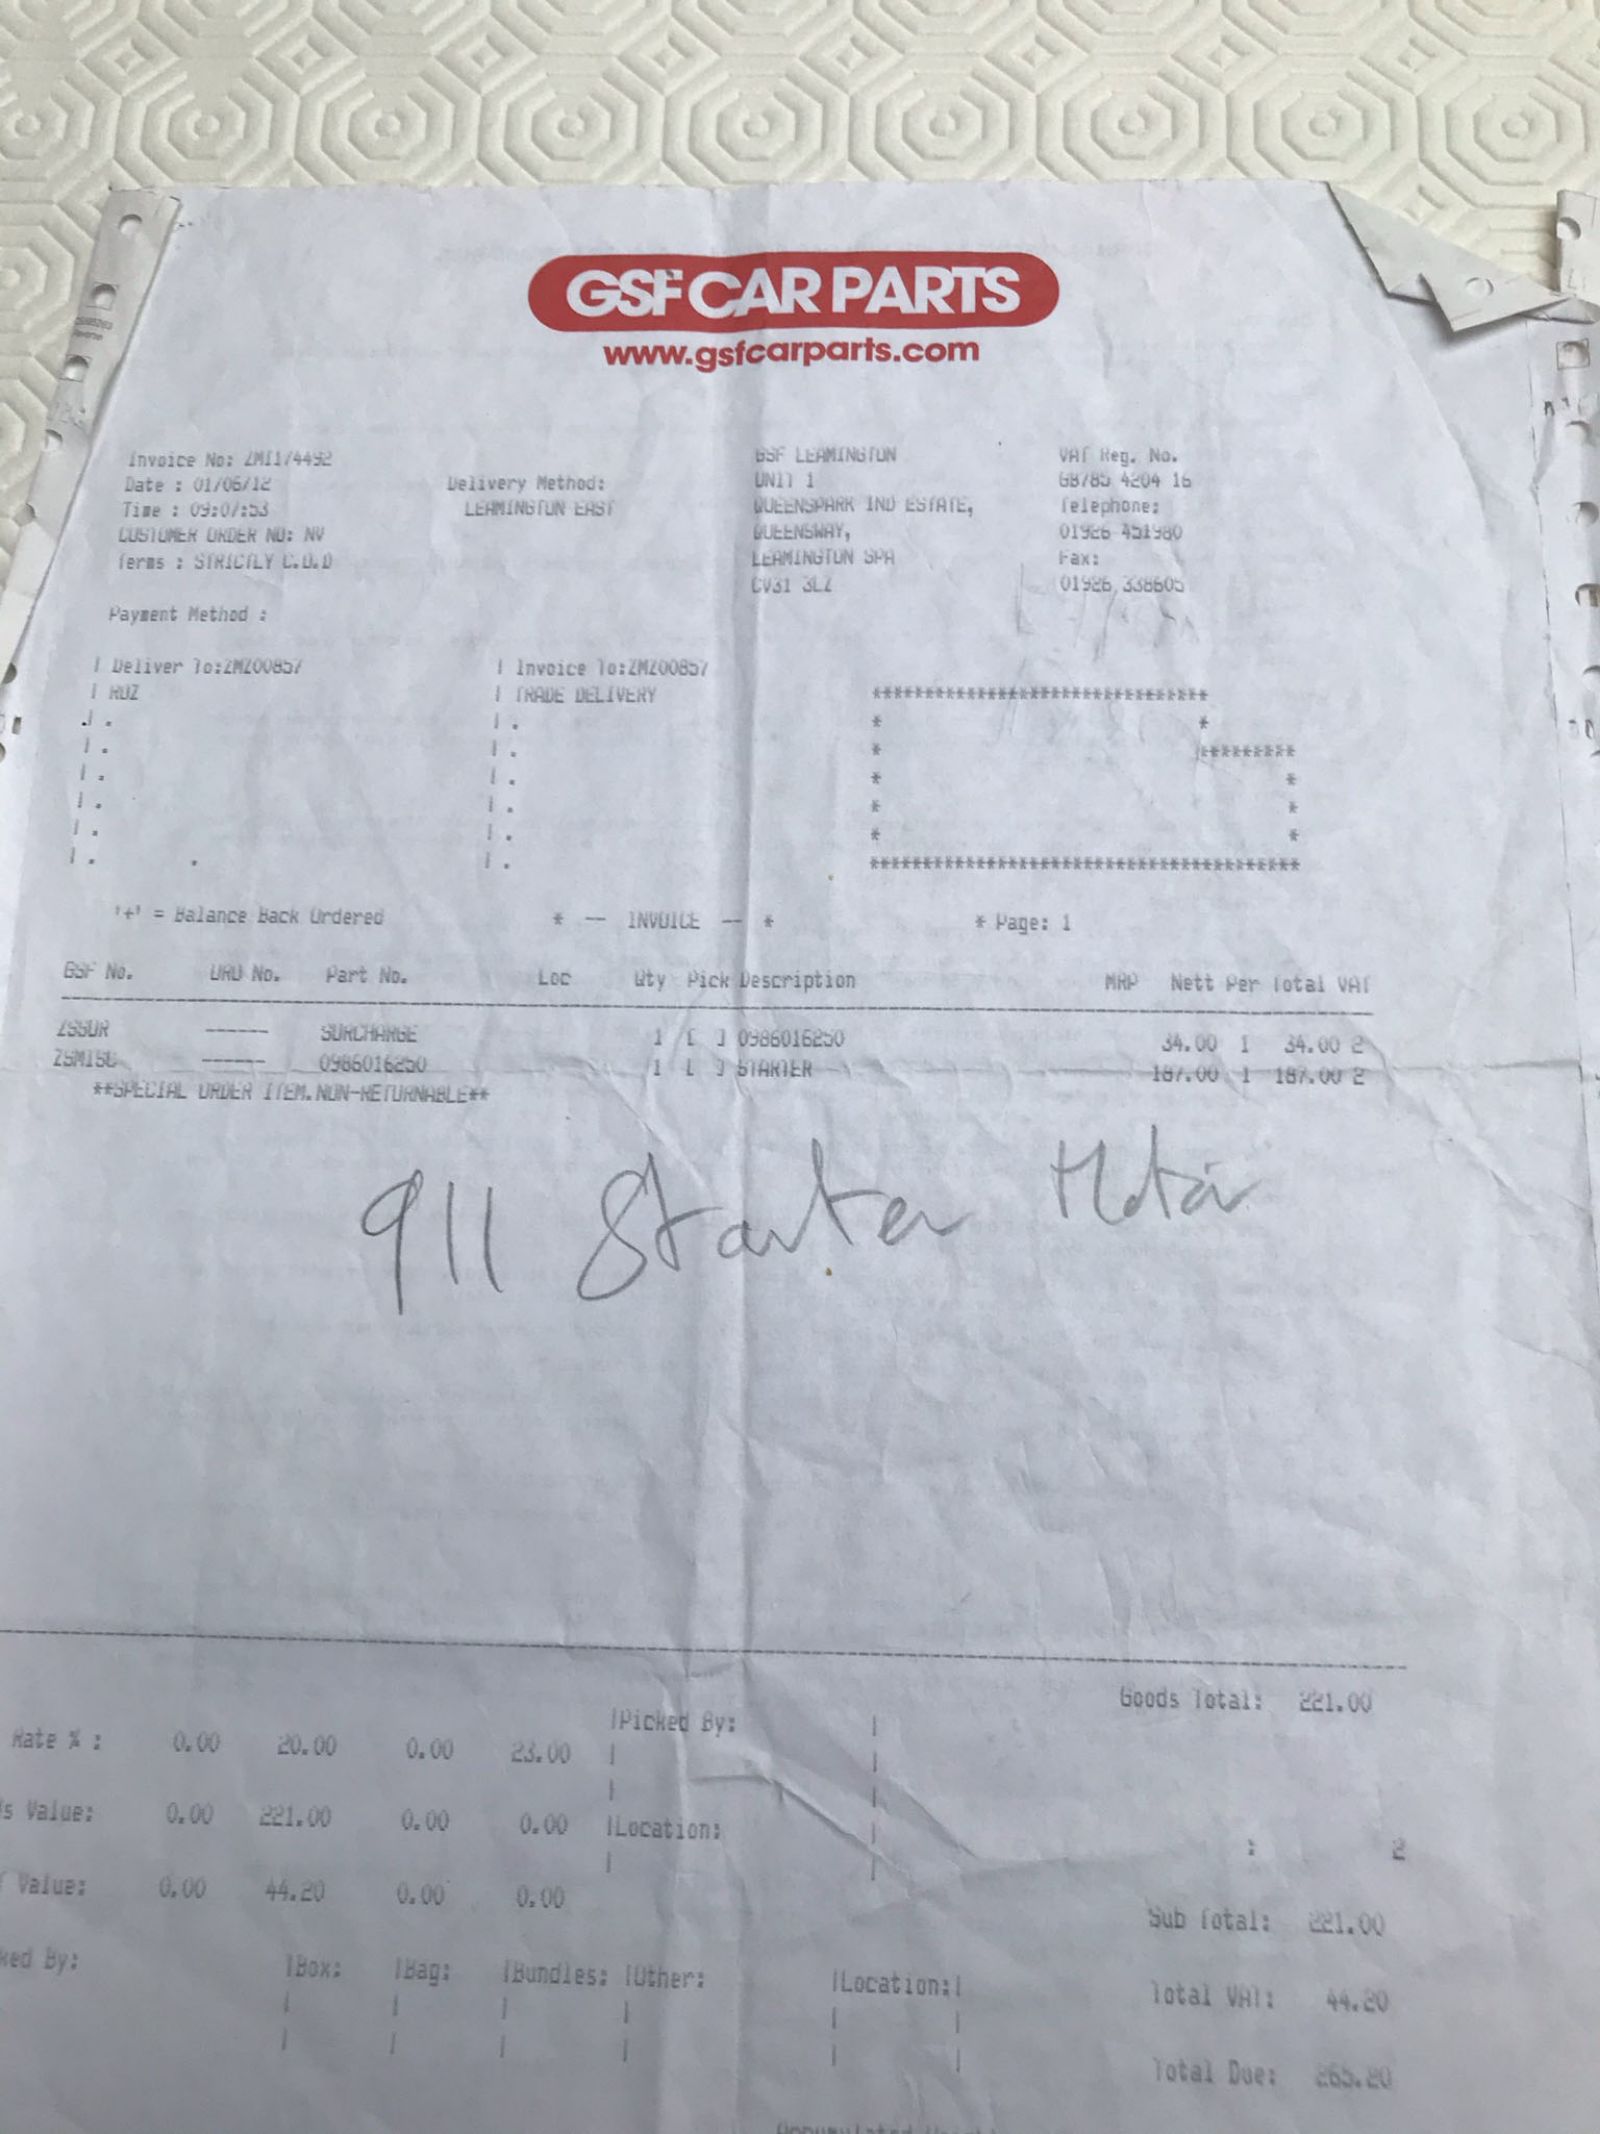 GSF CAR PARTS
www.gsfcarparts.com
Invoice No: ZMI174492
Date : 01/06/12
Time : 09:07:53
CUSTOMER ORDER NO: NV
Terms : STRICTLY C.O.D
Payment Method :
Delivery Method:
LEAMINGTON EAST
GSF LEAMINGTON
UNIT 1
QUEENSPARK IND ESTATE,
QUEENSWAY,
LEAMINGTON SPA
CV31 3LZ
VAT Reg. No.
GB785 4204 16
Telephone:
01926 451980
Fax:
01926 338605
| Deliver To:ZMZ00857
| ROZ
| Invoice To:ZMZ00857
| TRADE DELIVERY
'+' = Balance Back Ordered * -- INVOICE -- * * Page: 1
GSF No. ORD No. Part No. Loc Qty Pick Description MRP Nett Per Total VAT
ZSSUR ------ SURCHARGE 1 [ ] 0986016250 34.00 1 34.00 2
ZSMISC ------ 0986016250 1 [ ] STARTER 187.00 1 187.00 2
**SPECIAL ORDER ITEM.NON-RETURNABLE**
911 Starter Motor
Goods Total: 221.00
Rate % : 0.00 20.00 0.00 23.00 |Picked By:
s Value: 0.00 221.00 0.00 0.00 |Location:
: 2
Value: 0.00 44.20 0.00 0.00
Sub Total: 221.00
ked By: |Box: |Bag: |Bundles: |Other: |Location:|
Total VAT: 44.20
Total Due: 265.20